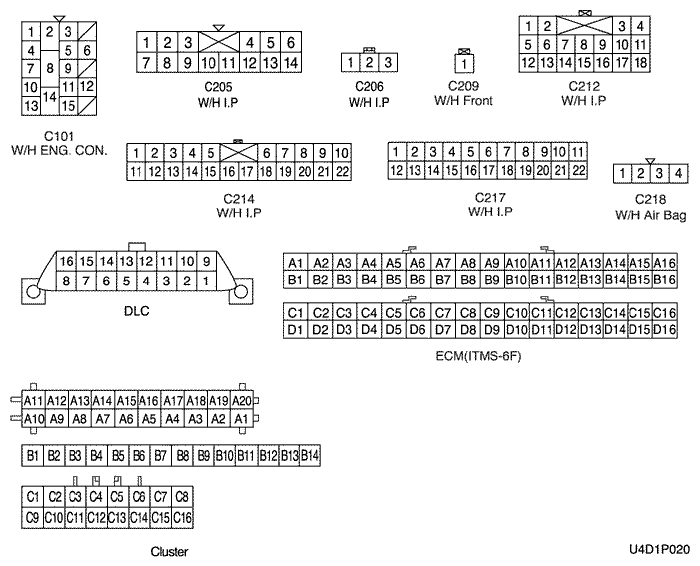 1 2 3
4 5 6
7 8 9
10 11 12
13 14 15
C101
W/H ENG. CON.
1 2 3 4 5 6
7 8 9 10 11 12 13 14
C205
W/H I.P
1 2 3
C206
W/H I.P
1
C209
W/H Front
1 2 3 4
5 6 7 8 9 10 11
12 13 14 15 16 17 18
C212
W/H I.P
1 2 3 4 5 6 7 8 9 10
11 12 13 14 15 16 17 18 19 20 21 22
C214
W/H I.P
1 2 3 4 5 6 7 8 9 10 11
12 13 14 15 16 17 18 19 20 21 22
C217
W/H I.P
1 2 3 4
C218
W/H Air Bag
16 15 14 13 12 11 10 9
8 7 6 5 4 3 2 1
DLC
A1 A2 A3 A4 A5 A6 A7 A8 A9 A10 A11 A12 A13 A14 A15 A16
B1 B2 B3 B4 B5 B6 B7 B8 B9 B10 B11 B12 B13 B14 B15 B16
C1 C2 C3 C4 C5 C6 C7 C8 C9 C10 C11 C12 C13 C14 C15 C16
D1 D2 D3 D4 D5 D6 D7 D8 D9 D10 D11 D12 D13 D14 D15 D16
ECM(ITMS-6F)
A11 A12 A13 A14 A15 A16 A17 A18 A19 A20
A10 A9 A8 A7 A6 A5 A4 A3 A2 A1
B1 B2 B3 B4 B5 B6 B7 B8 B9 B10 B11 B12 B13 B14
C1 C2 C3 C4 C5 C6 C7 C8
C9 C10 C11 C12 C13 C14 C15 C16
Cluster
U4D1P020